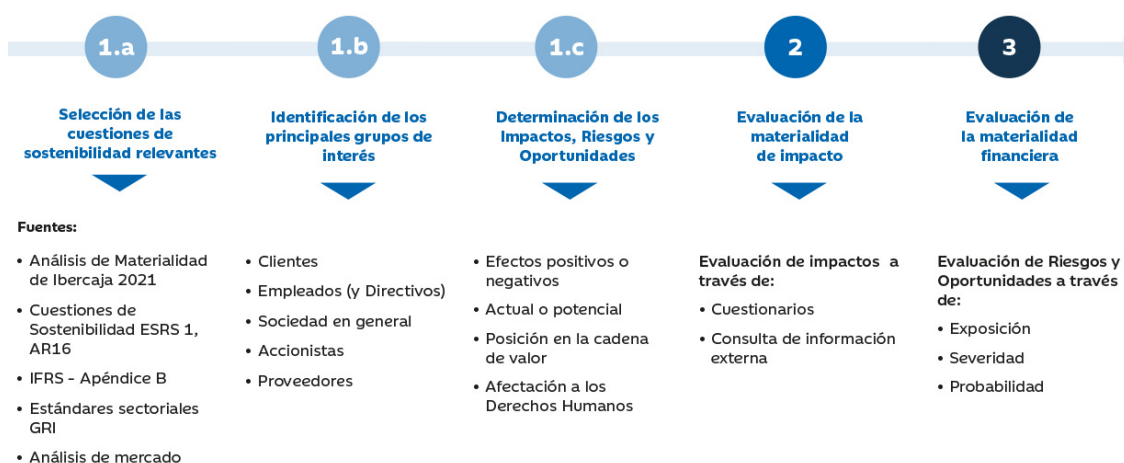 1.a
Selección de las
cuestiones de
sostenibilidad relevantes
Fuentes:
• Análisis de Materialidad
de Ibercaja 2021
• Cuestiones de
Sostenibilidad ESRS 1,
AR16
• IFRS - Apéndice B
• Estándares sectoriales
GRI
• Análisis de mercado
1.b
Identificación de los
principales grupos de
interés
• Clientes
• Empleados (y Directivos)
• Sociedad en general
• Accionistas
• Proveedores
1.c
Determinación de los
Impactos, Riesgos y
Oportunidades
• Efectos positivos o
negativos
• Actual o potencial
• Posición en la cadena
de valor
• Afectación a los
Derechos Humanos
2
Evaluación de la
materialidad
de impacto
Evaluación de impactos a
través de:
• Cuestionarios
• Consulta de información
externa
3
Evaluación de
la materialidad
financiera
Evaluación de Riesgos y
Oportunidades a través
de:
• Exposición
• Severidad
• Probabilidad